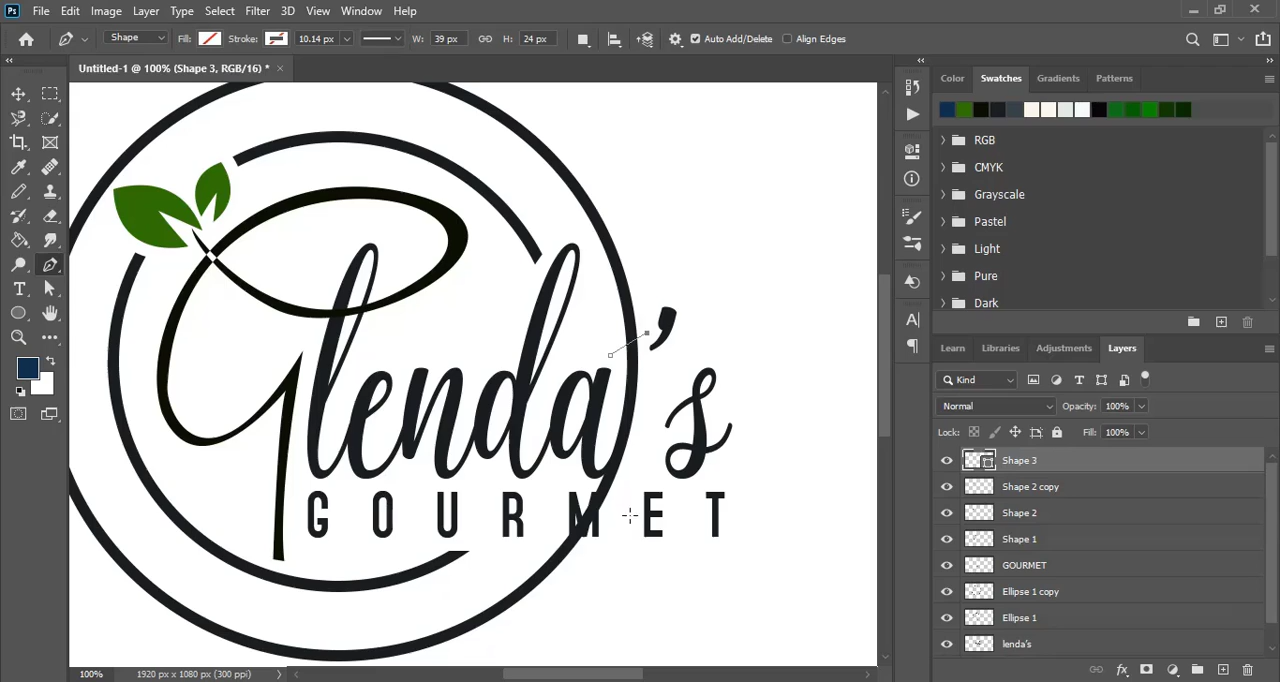 Ps File Edit Image Layer Type Select Filter 3D View Window Help
Shape Fill: Stroke: 10.14 px W: 39 px H: 24 px Auto Add/Delete Align Edges
Untitled-1 @ 100% (Shape 3, RGB/16) *
Color Swatches Gradients Patterns
RGB
CMYK
Grayscale
Pastel
Light
Pure
Dark
Glenda's
GOURMET
Learn Libraries Adjustments Layers
Kind
Normal Opacity: 100%
Lock: Fill: 100%
Shape 3
Shape 2 copy
Shape 2
Shape 1
GOURMET
Ellipse 1 copy
Ellipse 1
lenda's
100% 1920 px x 1080 px (300 ppi)